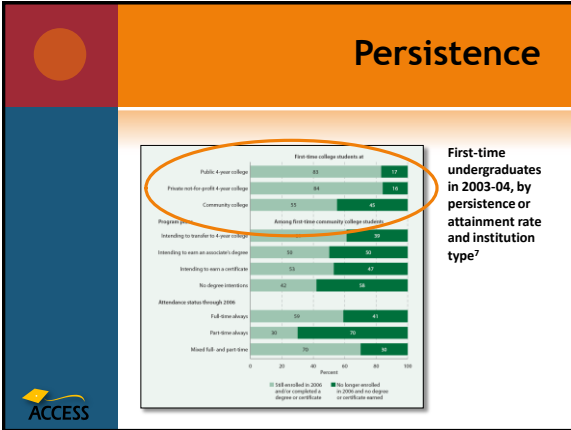 Persistence
First-time college students at
Public 4-year college 83 17
Private not-for-profit 4-year college 84 16
Community college 55 45
Program goals Among first-time community college students
Intending to transfer to 4-year college 39
Intending to earn an associate's degree 50 50
Intending to earn a certificate 53 47
No degree intentions 42 58
Attendance status through 2006
Full-time always 59 41
Part-time always 30 70
Mixed full- and part-time 70 30
0 20 40 60 80 100
Percent
Still enrolled in 2006
and/or completed a
degree or certificate
No longer enrolled
in 2006 and no degree
or certificate earned
First-time
undergraduates
in 2003-04, by
persistence or
attainment rate
and institution
type7
ACCESS